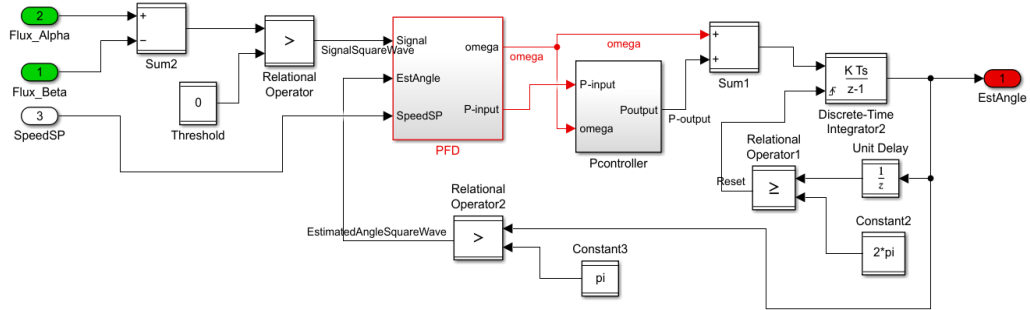 2
Flux_Alpha
1
Flux_Beta
3
SpeedSP
+
−
Sum2
0
Threshold
>
Relational
Operator
SignalSquareWave
Signal
EstAngle
SpeedSP
omega
P-input
PFD
omega
omega
P-input
omega
Poutput
Pcontroller
P-output
+
+
Sum1
K Ts
z-1
Discrete-Time
Integrator2
1
EstAngle
Relational
Operator1
≥
Reset
Unit Delay
1
z
Constant2
2*pi
Relational
Operator2
>
EstimatedAngleSquareWave
Constant3
pi